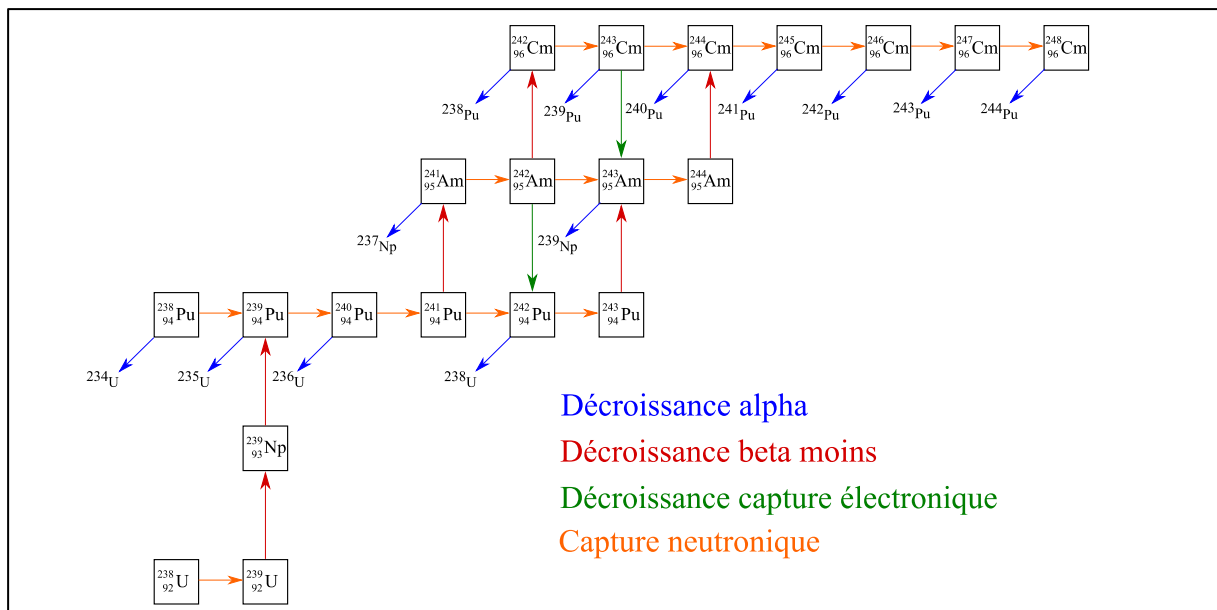 242 96 Cm 243 96 Cm 244 96 Cm 245 96 Cm 246 96 Cm 247 96 Cm 248 96 Cm
238Pu 239Pu 240Pu 241Pu 242Pu 243Pu 244Pu
241 95 Am 242 95 Am 243 95 Am 244 95 Am
237Np 239Np
238 94 Pu 239 94 Pu 240 94 Pu 241 94 Pu 242 94 Pu 243 94 Pu
234U 235U 236U 238U
Décroissance alpha
239 93 Np
Décroissance beta moins
Décroissance capture électronique
Capture neutronique
238 92 U 239 92 U